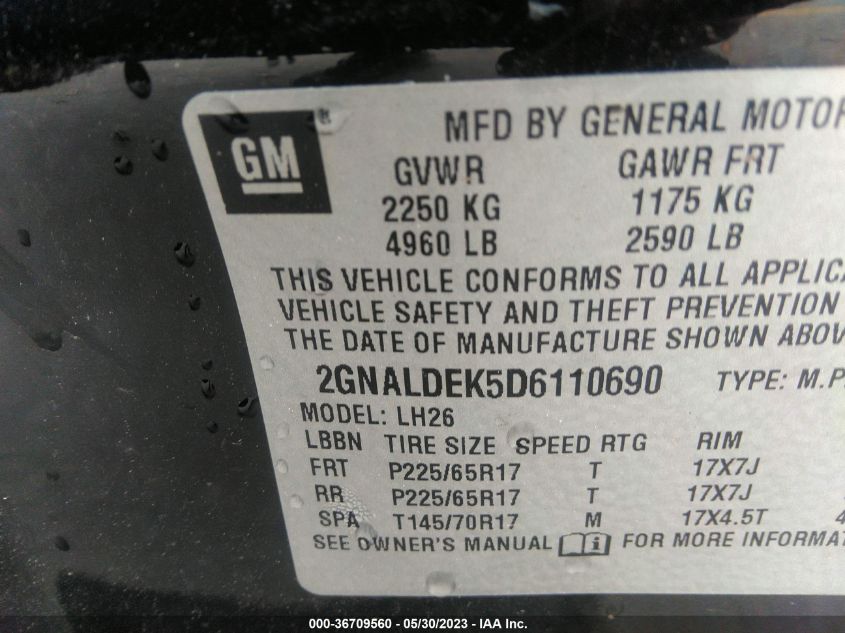 GM
MFD BY GENERAL MOTOR
GVWR GAWR FRT
2250 KG 1175 KG
4960 LB 2590 LB
THIS VEHICLE CONFORMS TO ALL APPLICA
VEHICLE SAFETY AND THEFT PREVENTION
THE DATE OF MANUFACTURE SHOWN ABOV
2GNALDEK5D6110690 TYPE: M.P.
MODEL: LH26
LBBN TIRE SIZE SPEED RTG RIM
FRT P225/65R17 T 17X7J
RR P225/65R17 T 17X7J
SPA T145/70R17 M 17X4.5T 4
SEE OWNER'S MANUAL FOR MORE INFORMAT
000-36709560 — 05/30/2023 — IAA Inc.